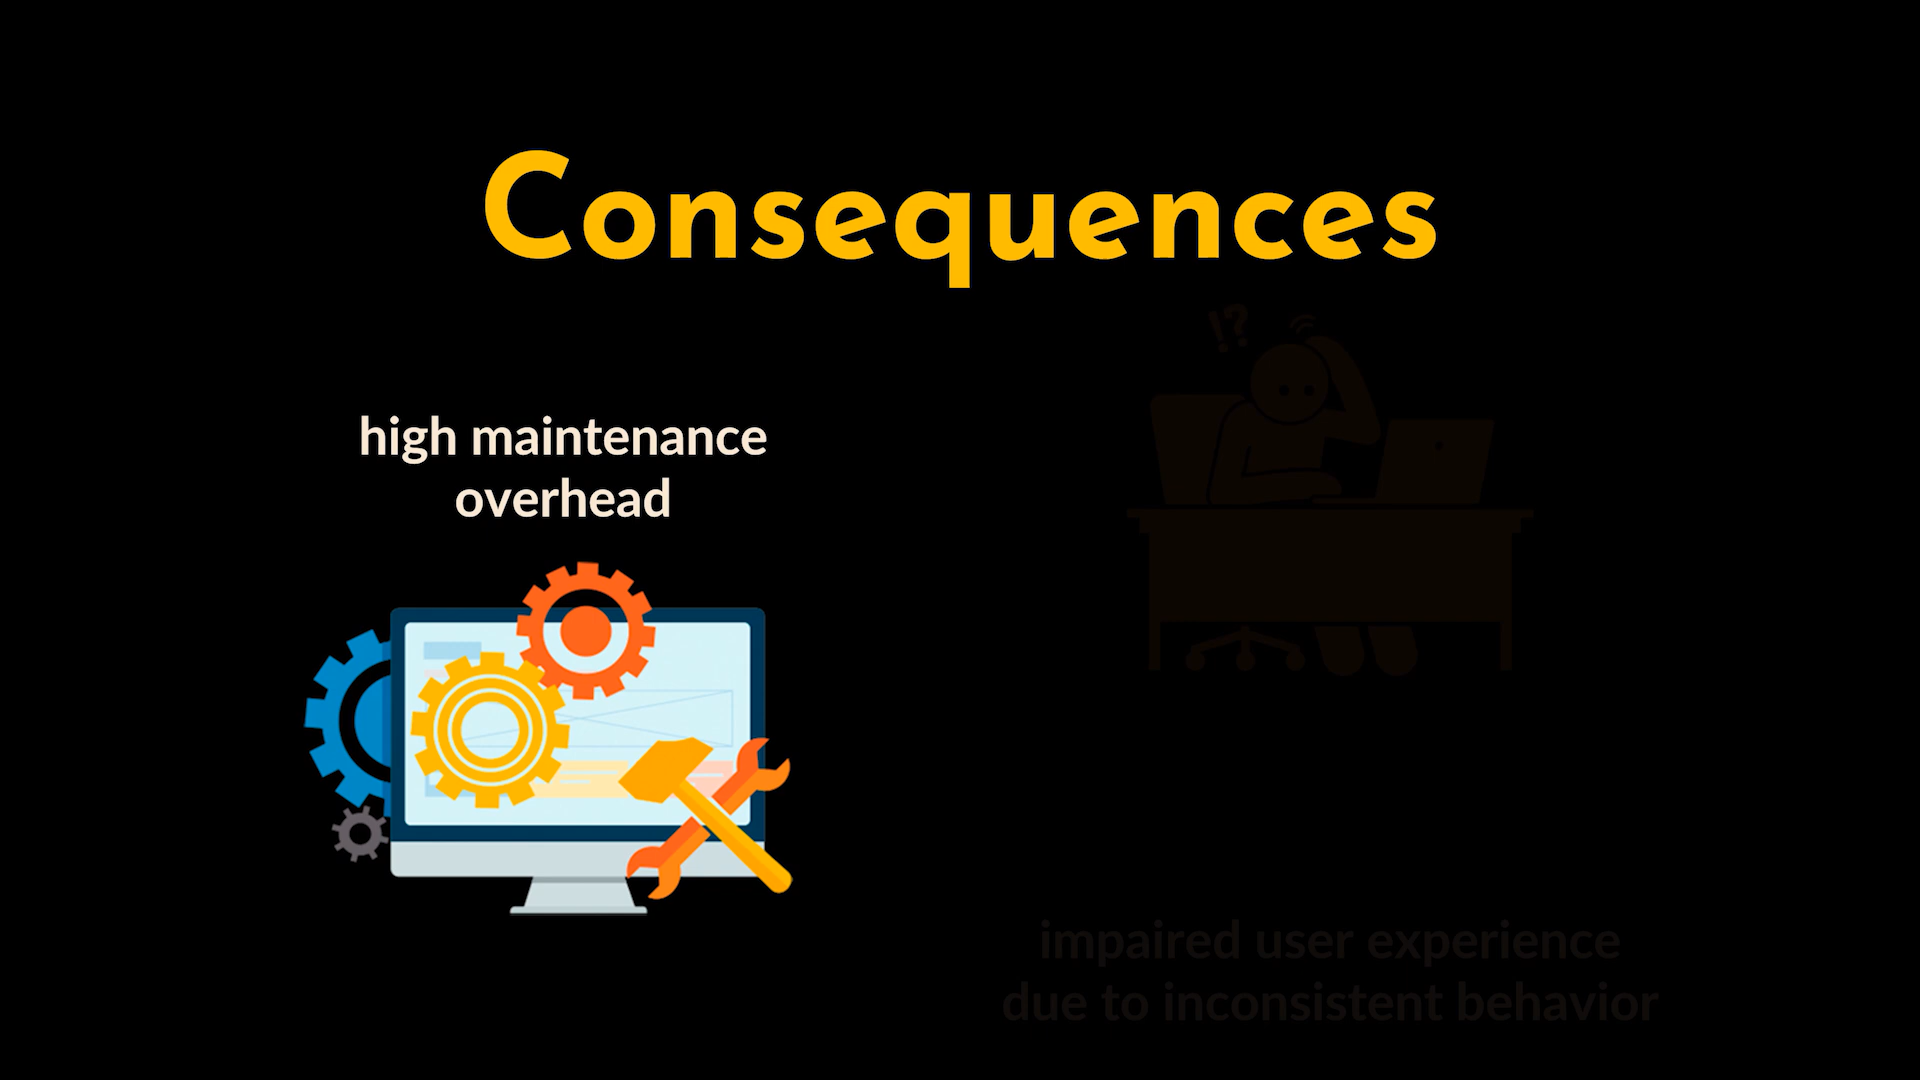 Consequences
!?
high maintenance
overhead
impaired user experience
due to inconsistent behavior